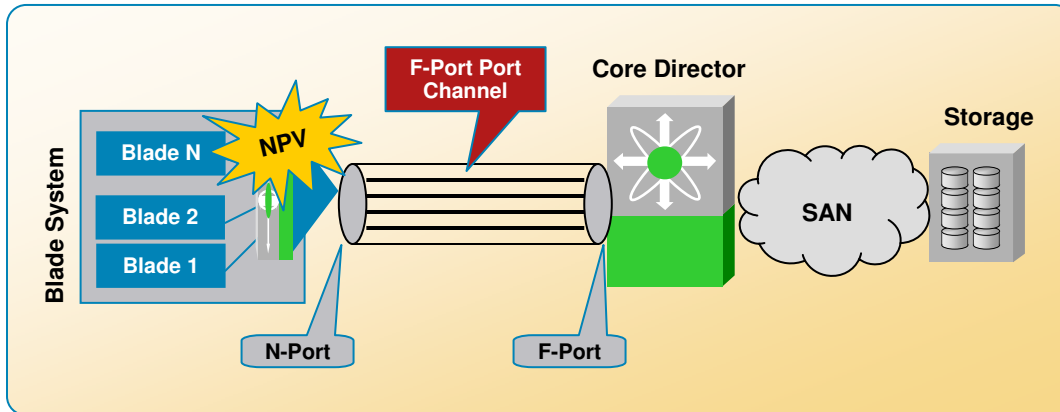 F-Port Port
Channel
Core Director
Storage
Blade System
Blade N
NPV
Blade 2
Blade 1
SAN
N-Port
F-Port